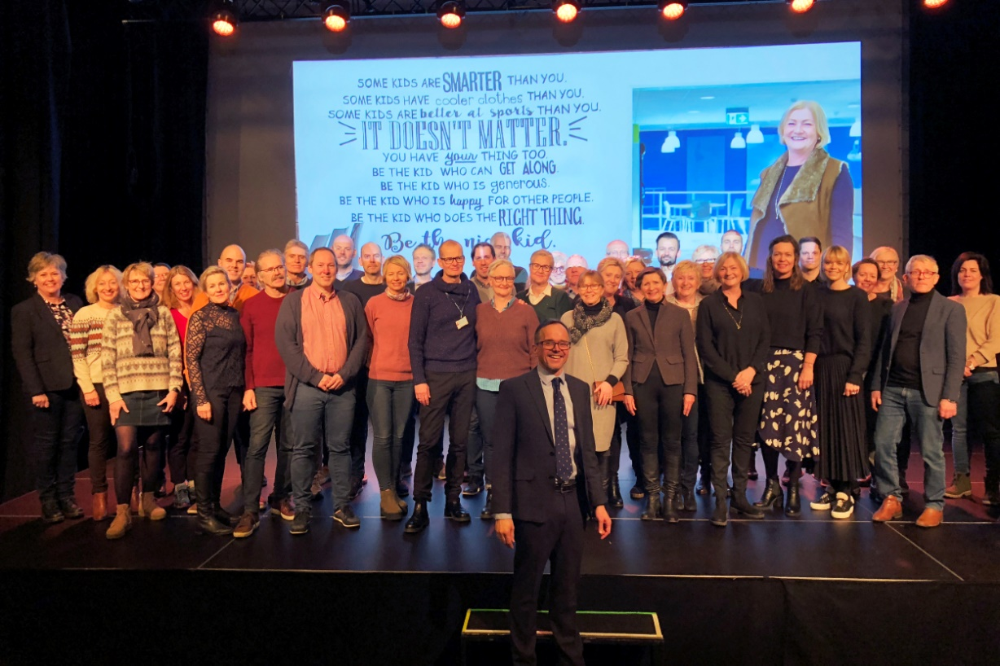 SOME KIDS ARE SMARTER THAN YOU.
SOME KIDS HAVE cooler clothes THAN YOU.
SOME KIDS ARE better at sports THAN YOU.
IT DOESN'T MATTER.
YOU HAVE your THING TOO.
BE THE KID WHO CAN GET ALONG.
BE THE KID WHO IS generous.
BE THE KID WHO IS happy FOR OTHER PEOPLE.
BE THE KID WHO DOES THE RIGHT THING.
Be the nice kid.